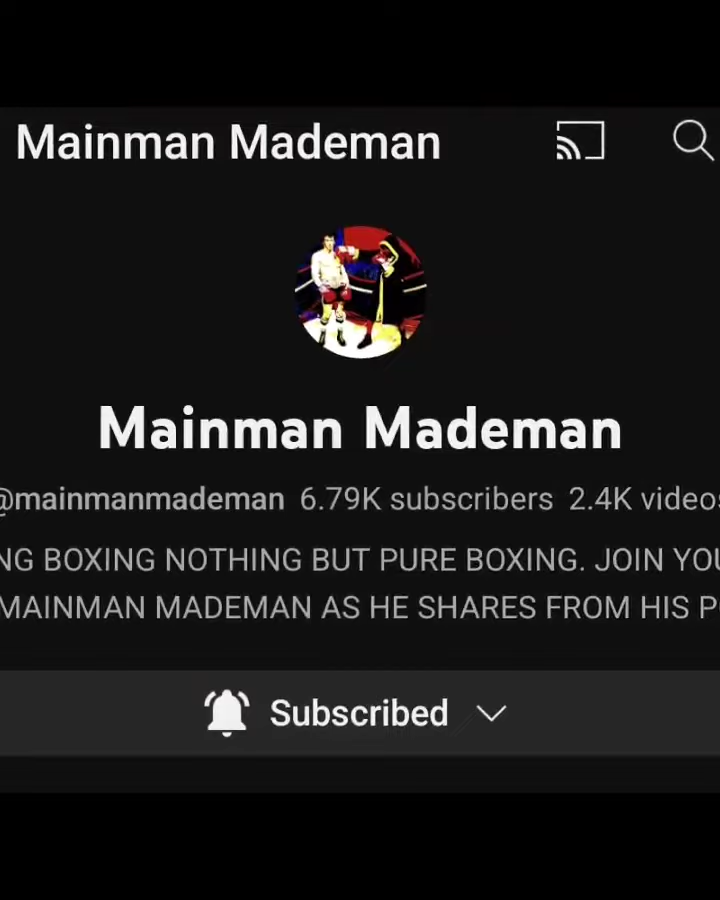 Mainman Mademan
Mainman Mademan
@mainmanmademan 6.79K subscribers 2.4K videos
NG BOXING NOTHING BUT PURE BOXING. JOIN YOU
MAINMAN MADEMAN AS HE SHARES FROM HIS P
Subscribed